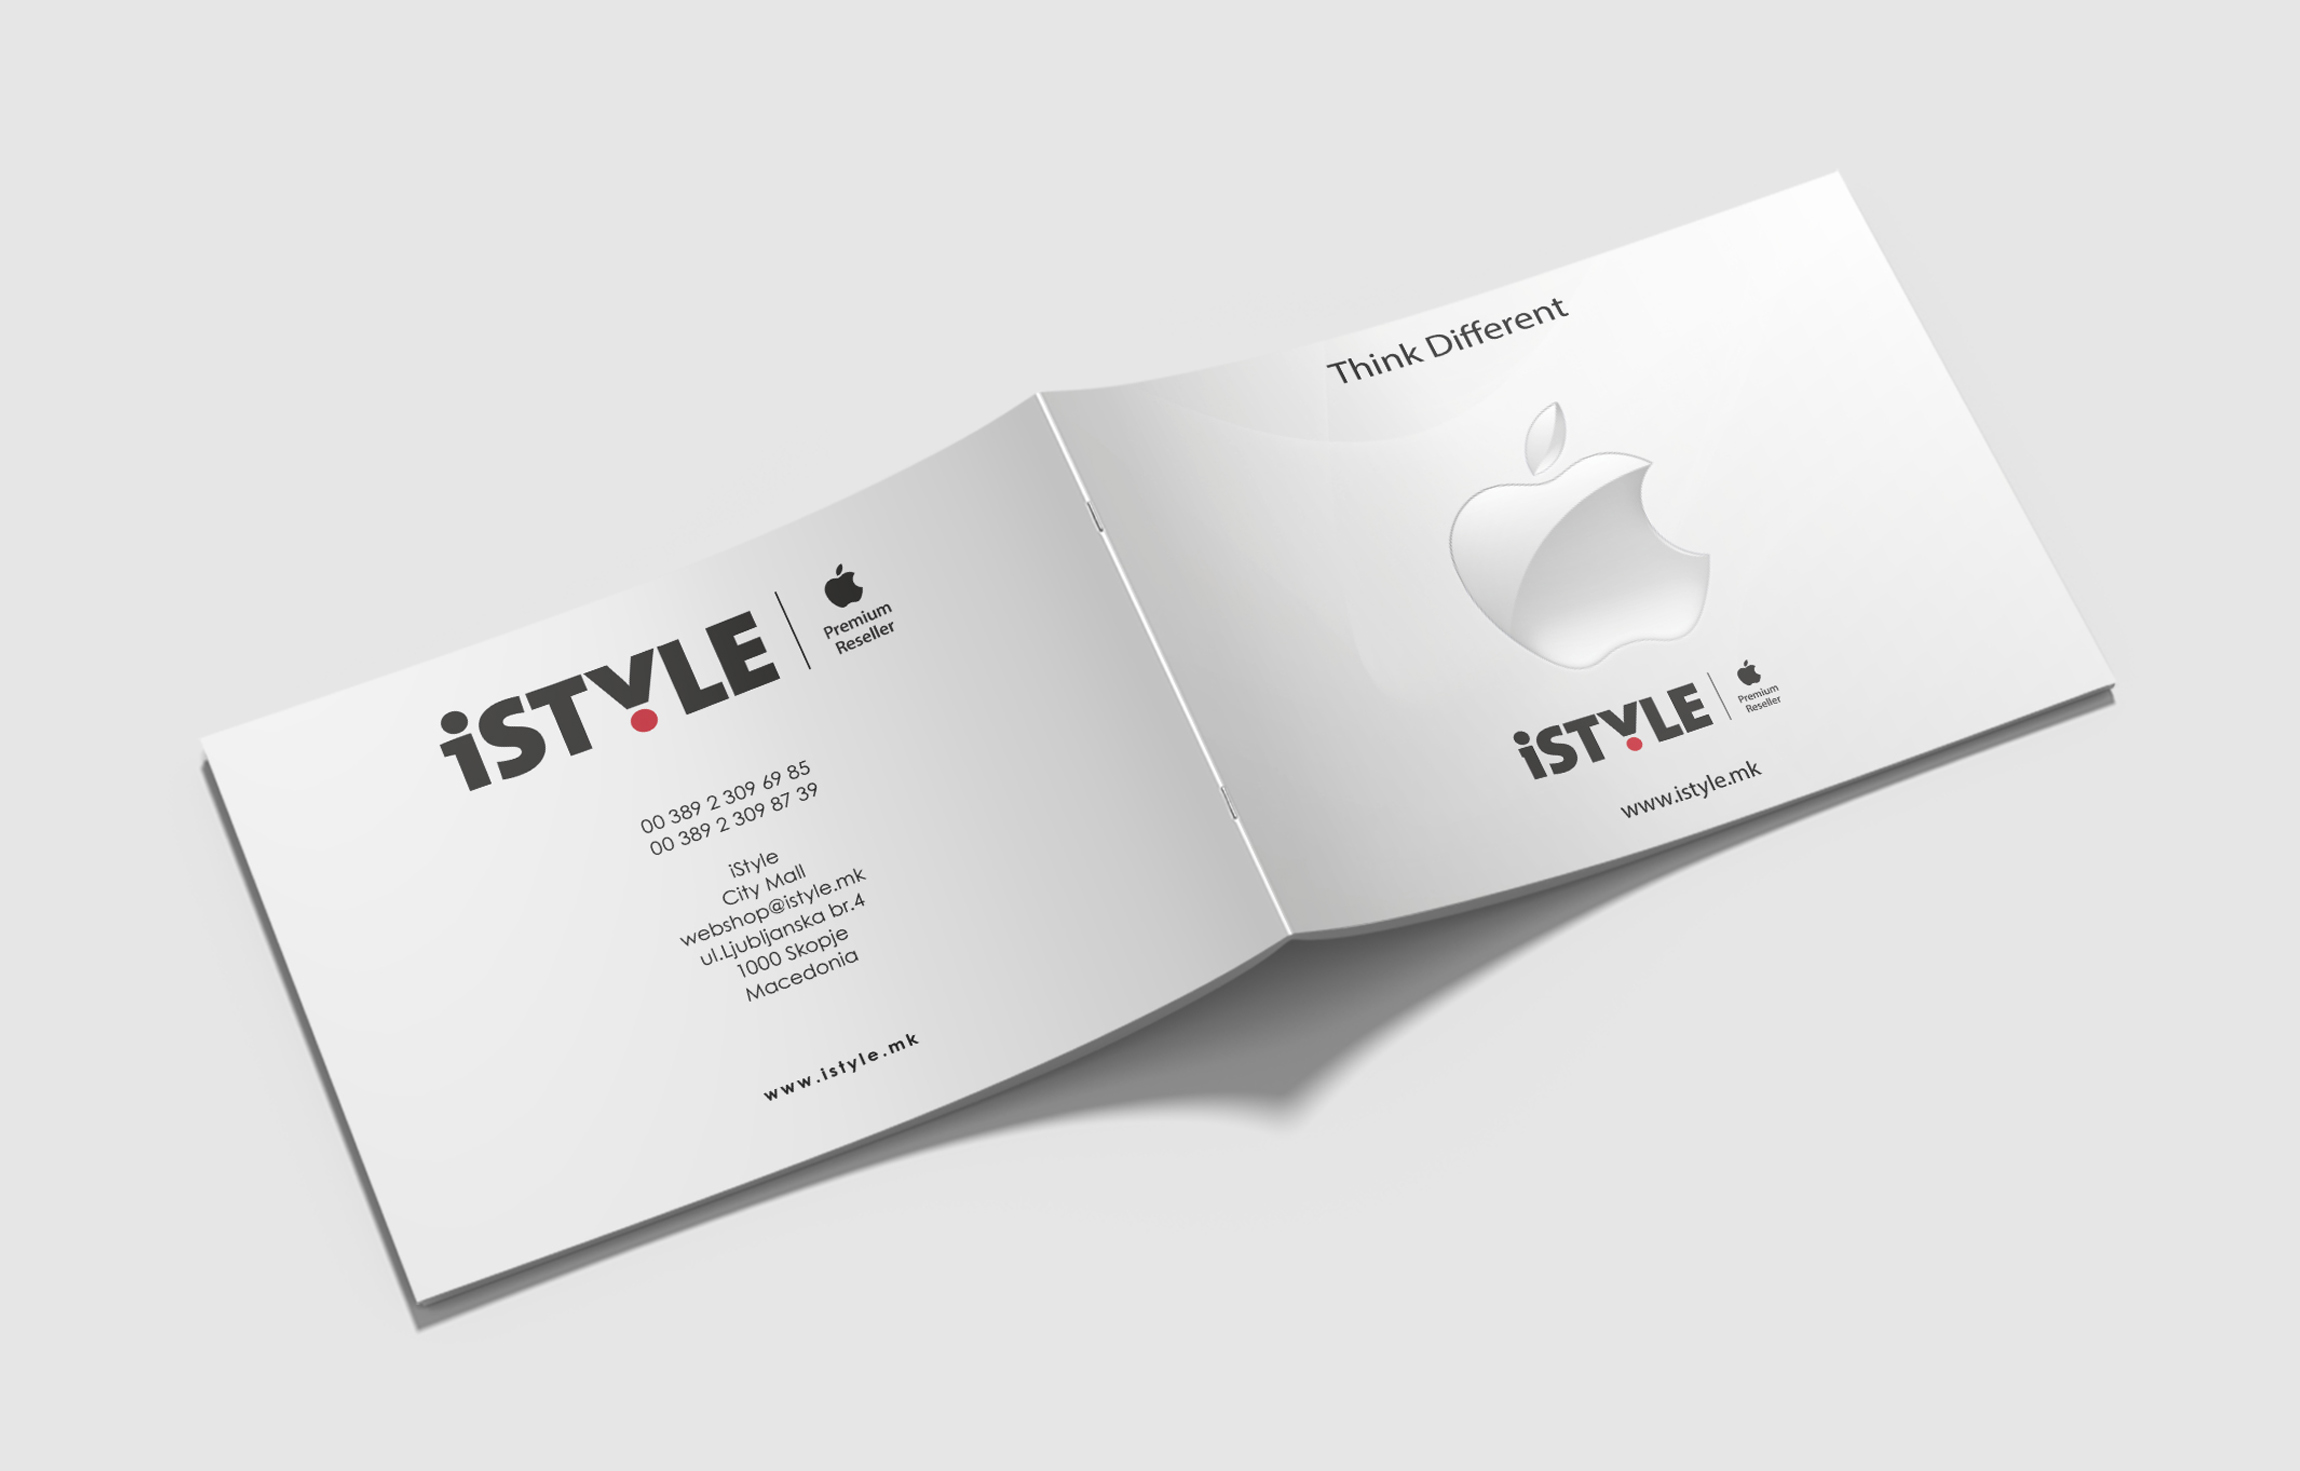 iSTYLE
Premium
Reseller
00 389 2 309 69 85
00 389 2 309 87 39
iStyle
City Mall
webshop@istyle.mk
ul.Ljubljanska br.4
1000 Skopje
Macedonia
www.istyle.mk
Think Different
iSTYLE
Premium
Reseller
www.istyle.mk